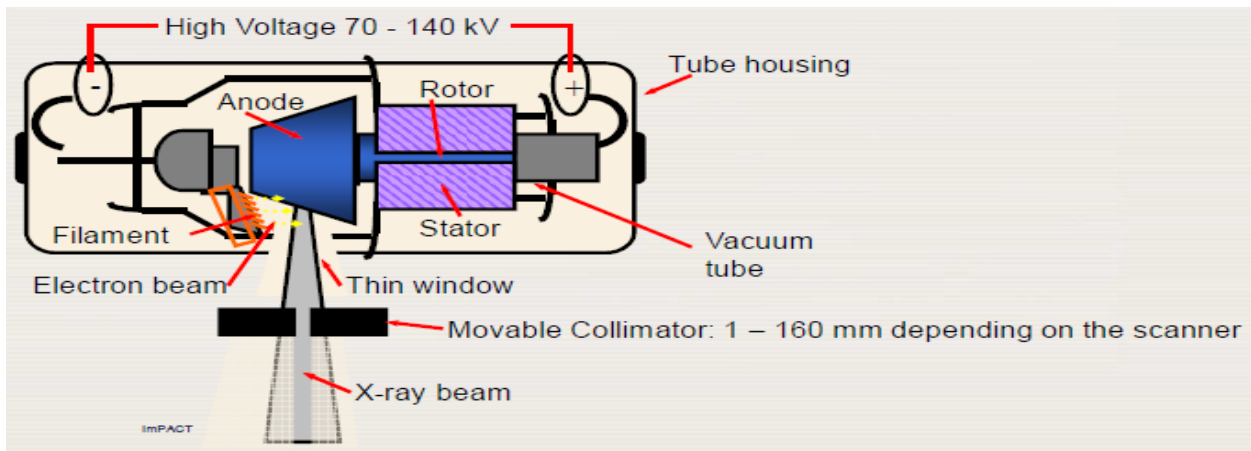 High Voltage 70 - 140 kV
-
+
Tube housing
Anode
Rotor
Filament
Stator
Vacuum
tube
Electron beam
Thin window
Movable Collimator: 1 – 160 mm depending on the scanner
X-ray beam
ImPACT